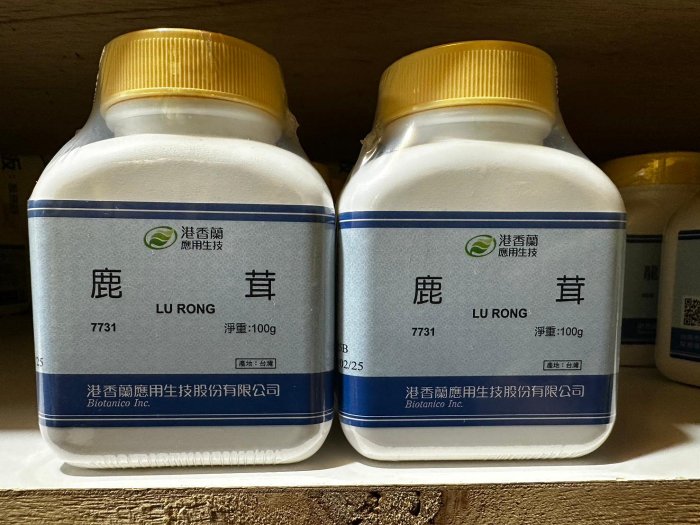 港香蘭
應用生技
鹿茸
LU RONG
7731
淨重:100g
產地:台灣
港香蘭應用生技股份有限公司
Biotanico Inc.
25
港香蘭
應用生技
鹿茸
LU RONG
7731
淨重:100g
產地:台灣
港香蘭應用生技股份有限公司
Biotanico Inc.
02/25